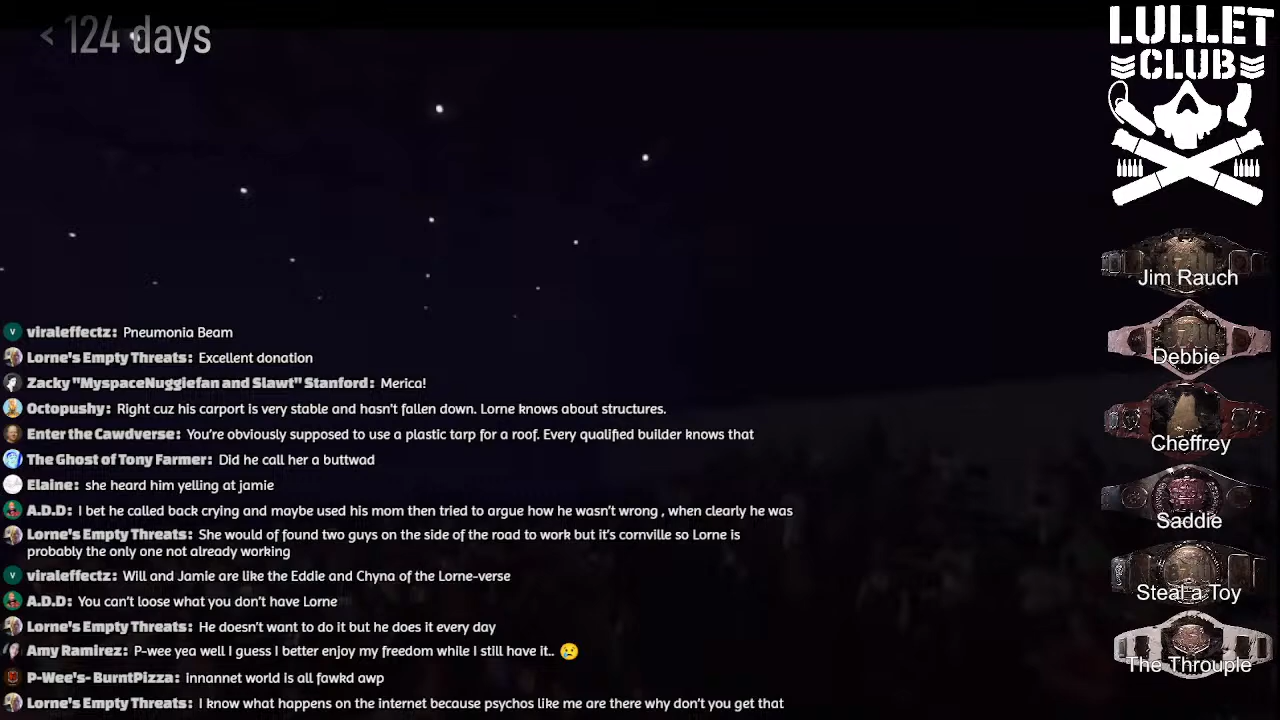 < 124 days
LULLET
CLUB
Jim Rauch
Debbie
Cheffrey
Saddie
Steal a Toy
The Throuple
V viraleffectz: Pneumonia Beam
Lorne's Empty Threats: Excellent donation
Zacky "MyspaceNuggiefan and Slawt" Stanford: Merica!
Octopushy: Right cuz his carport is very stable and hasn't fallen down. Lorne knows about structures.
Enter the Cawdverse: You're obviously supposed to use a plastic tarp for a roof. Every qualified builder knows that
The Ghost of Tony Farmer: Did he call her a buttwad
Elaine: she heard him yelling at jamie
A.D.D: I bet he called back crying and maybe used his mom then tried to argue how he wasn't wrong , when clearly he was
Lorne's Empty Threats: She would of found two guys on the side of the road to work but it's cornville so Lorne is
probably the only one not already working
V viraleffectz: Will and Jamie are like the Eddie and Chyna of the Lorne-verse
A.D.D: You can't loose what you don't have Lorne
Lorne's Empty Threats: He doesn't want to do it but he does it every day
Amy Ramirez: P-wee yea well I guess I better enjoy my freedom while I still have it.. 😢
P-Wee's- BurntPizza: innannet world is all fawkd awp
Lorne's Empty Threats: I know what happens on the internet because psychos like me are there why don't you get that